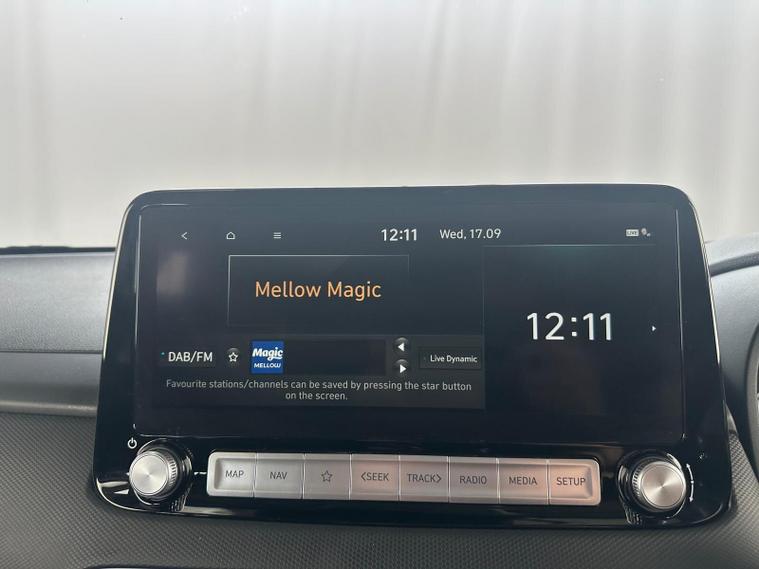 12:11 Wed, 17.09
LIVE
Mellow Magic
12:11
DAB/FM
Magic
MELLOW
Live Dynamic
Favourite stations/channels can be saved by pressing the star button
on the screen.
MAP NAV <SEEK TRACK> RADIO MEDIA SETUP